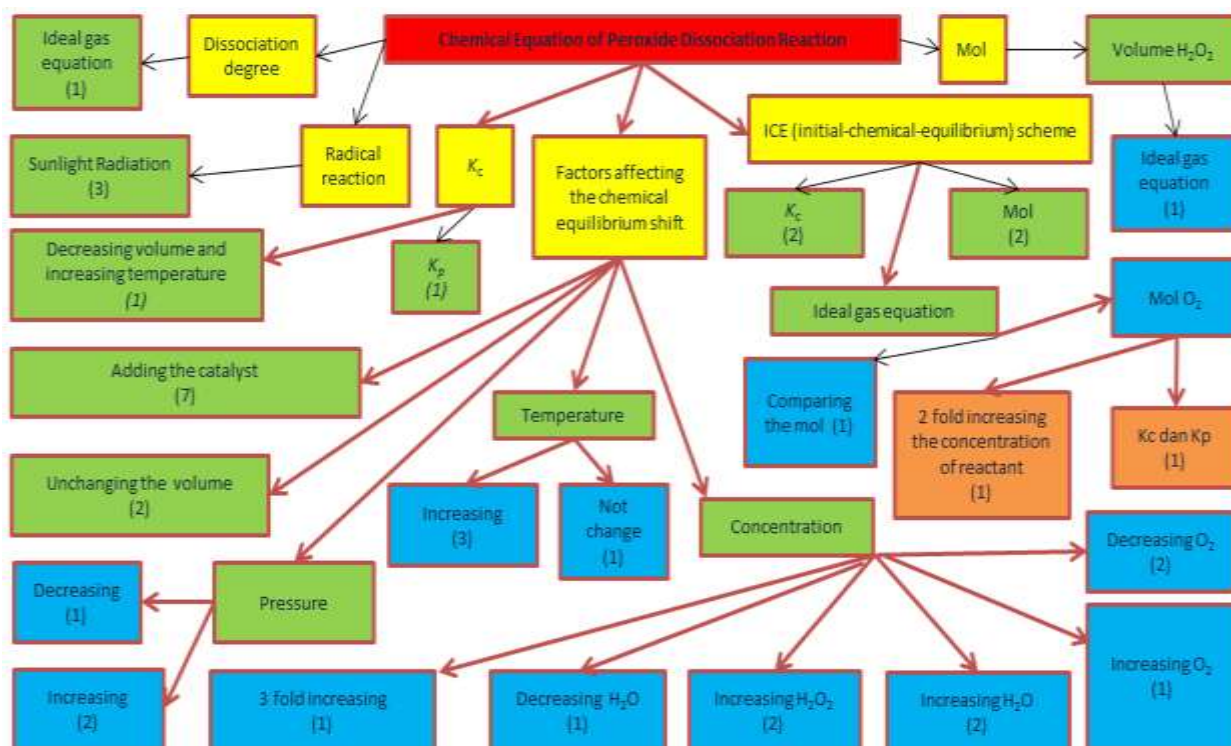 Chemical Equation of Peroxide Dissociation Reaction
Ideal gas
equation
(1)
Dissociation
degree
Mol
Volume H₂O₂
Sunlight Radiation
(3)
Radical
reaction
K꜀
Factors affecting
the chemical
equilibrium shift
ICE (initial-chemical-equilibrium) scheme
Ideal gas
equation
(1)
K꜀
(2)
Mol
(2)
Decreasing volume and
increasing temperature
(1)
Kₚ
(1)
Ideal gas equation
Mol O₂
Adding the catalyst
(7)
Temperature
Comparing
the mol (1)
2 fold increasing
the concentration
of reactant
(1)
Kc dan Kp
(1)
Unchanging the volume
(2)
Increasing
(3)
Not
change
(1)
Concentration
Decreasing O₂
(2)
Decreasing
(1)
Pressure
Increasing
(2)
3 fold increasing
(1)
Decreasing H₂O
(1)
Increasing H₂O₂
(2)
Increasing H₂O
(2)
Increasing O₂
(1)